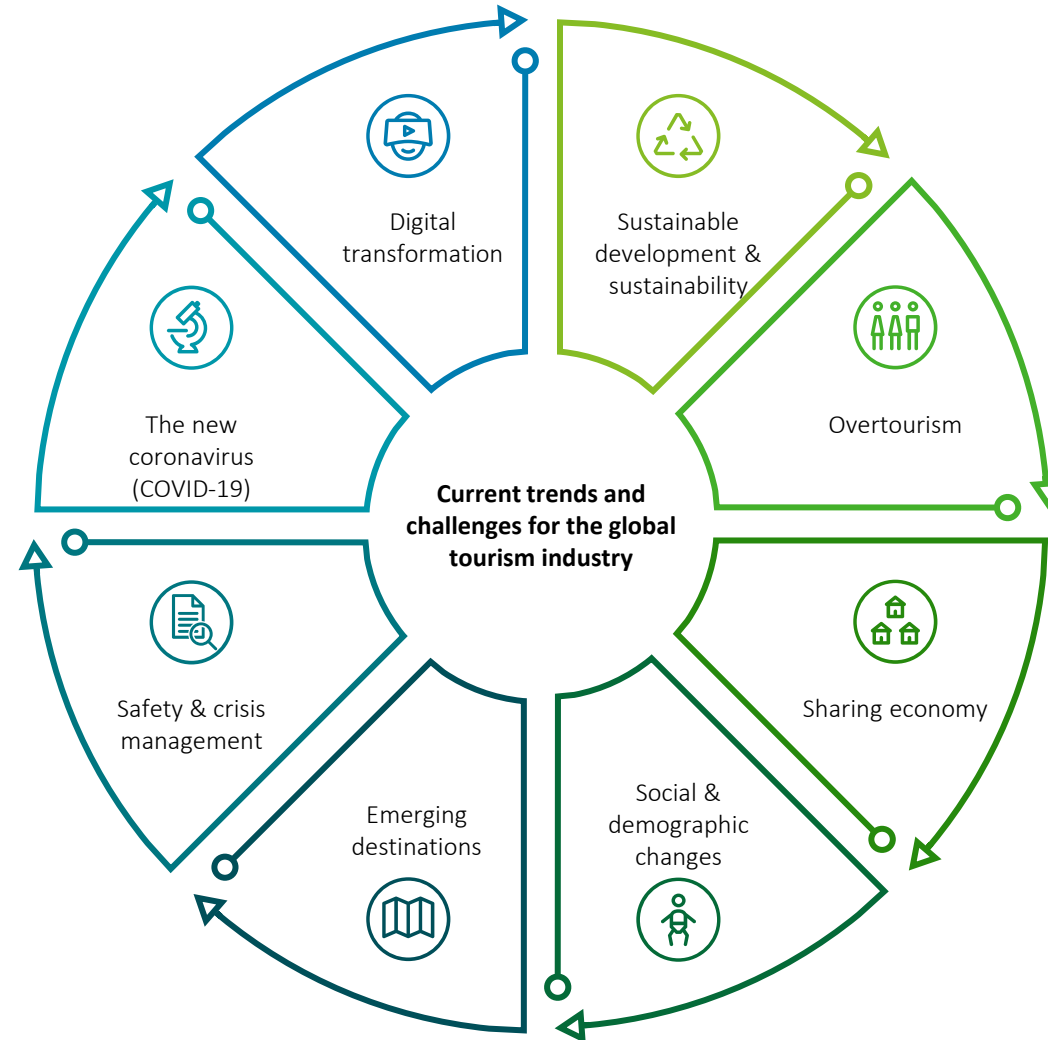 Current trends and
challenges for the global
tourism industry
Sustainable
development &
sustainability
Overtourism
Sharing economy
Social &
demographic
changes
Emerging
destinations
Safety & crisis
management
The new
coronavirus
(COVID-19)
Digital
transformation